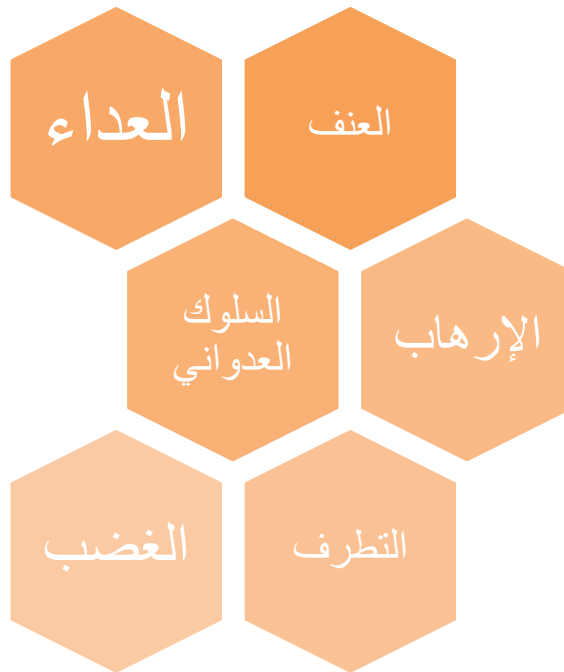 العنف
العداء
السلوك
العدواني
الإرهاب
التطرف
الغضب